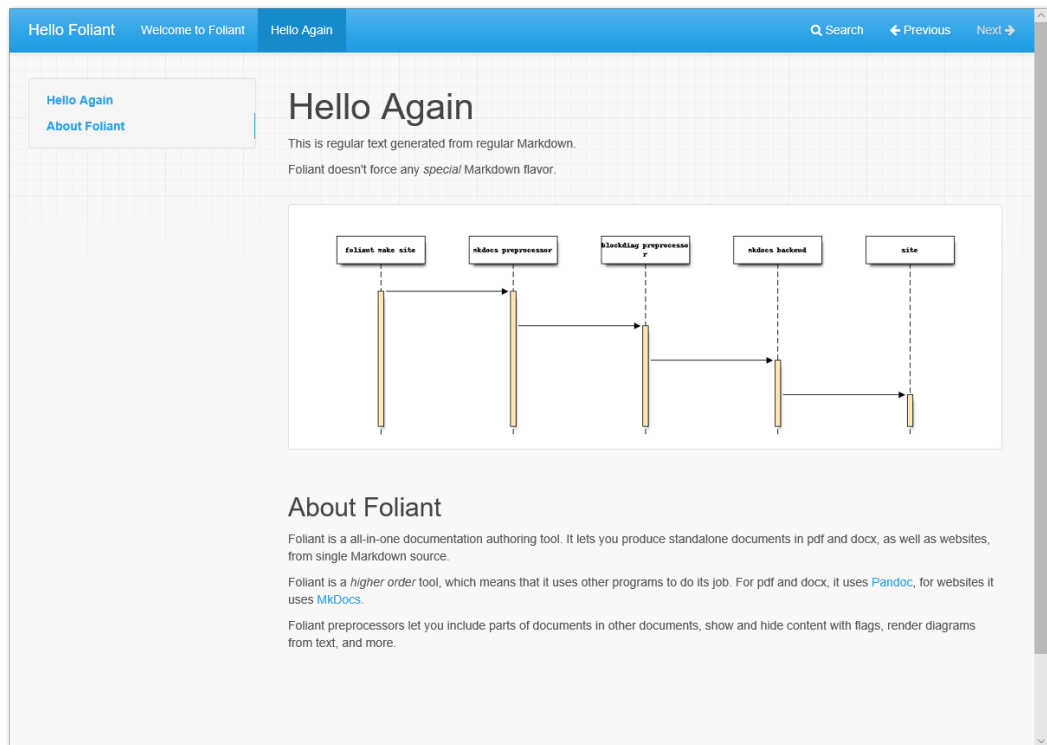 Hello Foliant Welcome to Foliant Hello Again Search Previous Next
Hello Again
About Foliant
Hello Again
This is regular text generated from regular Markdown.
Foliant doesn't force any special Markdown flavor.
foliant make site mkdocs preprocessor blockdiag preprocesso mkdocs backend site
r
About Foliant
Foliant is a all-in-one documentation authoring tool. It lets you produce standalone documents in pdf and docx, as well as websites,
from single Markdown source.
Foliant is a higher order tool, which means that it uses other programs to do its job. For pdf and docx, it uses Pandoc, for websites it
uses MkDocs.
Foliant preprocessors let you include parts of documents in other documents, show and hide content with flags, render diagrams
from text, and more.